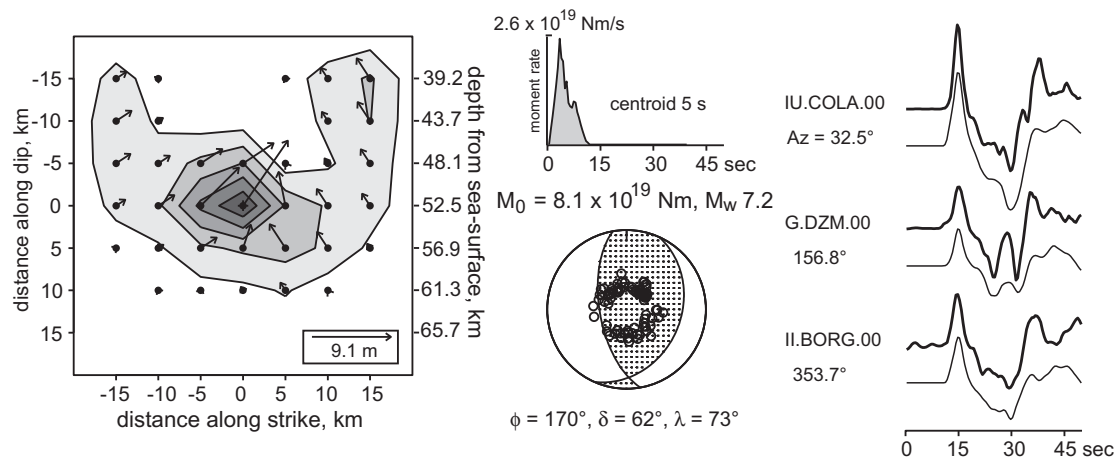 distance along dip, km
-15
-10
-5
0
5
10
15
-15 -10 -5 0 5 10 15
distance along strike, km
9.1 m
39.2
43.7
48.1
52.5
56.9
61.3
65.7
depth from sea-surface, km
2.6 x 10¹⁹ Nm/s
moment rate
centroid 5 s
0 15 30 45 sec
M₀ = 8.1 x 10¹⁹ Nm, Mw 7.2
ϕ = 170°, δ = 62°, λ = 73°
IU.COLA.00
Az = 32.5°
G.DZM.00
156.8°
II.BORG.00
353.7°
0 15 30 45 sec